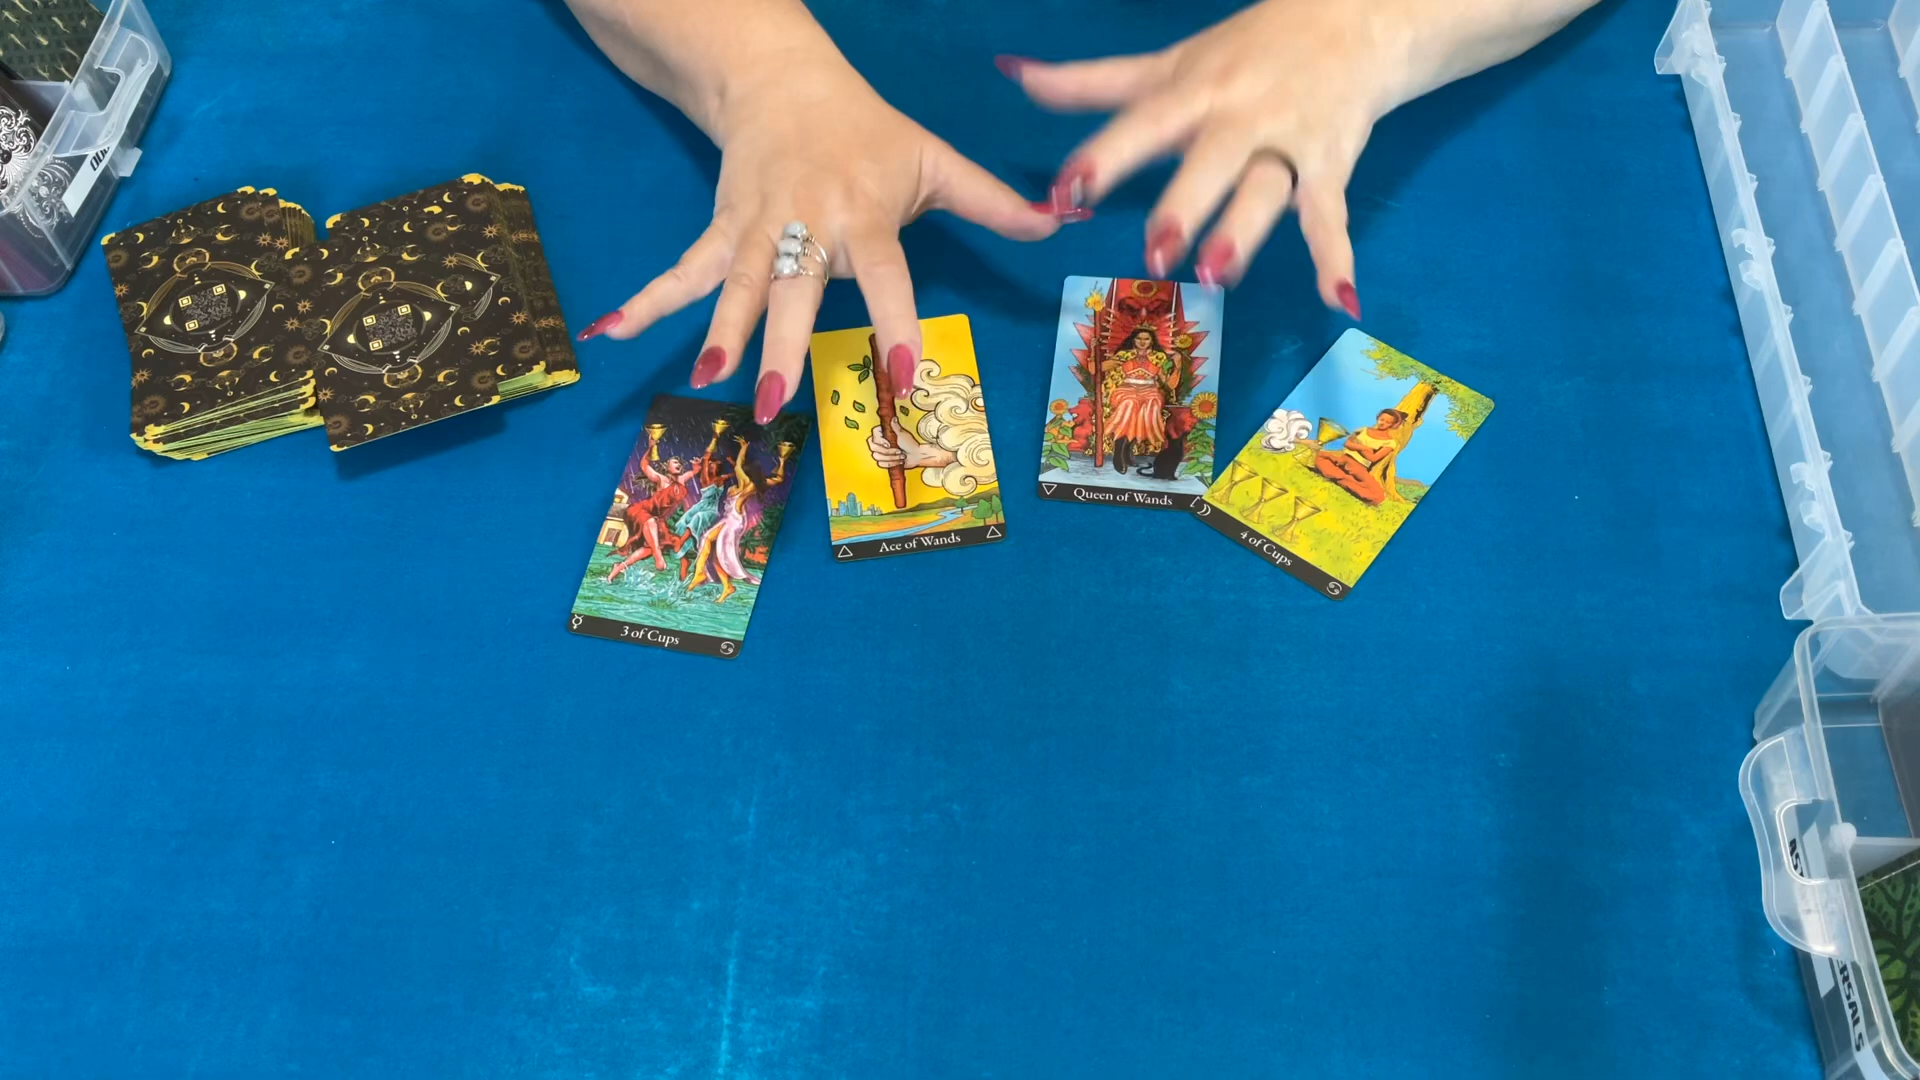 3 of Cups
Ace of Wands
Queen of Wands
4 of Cups